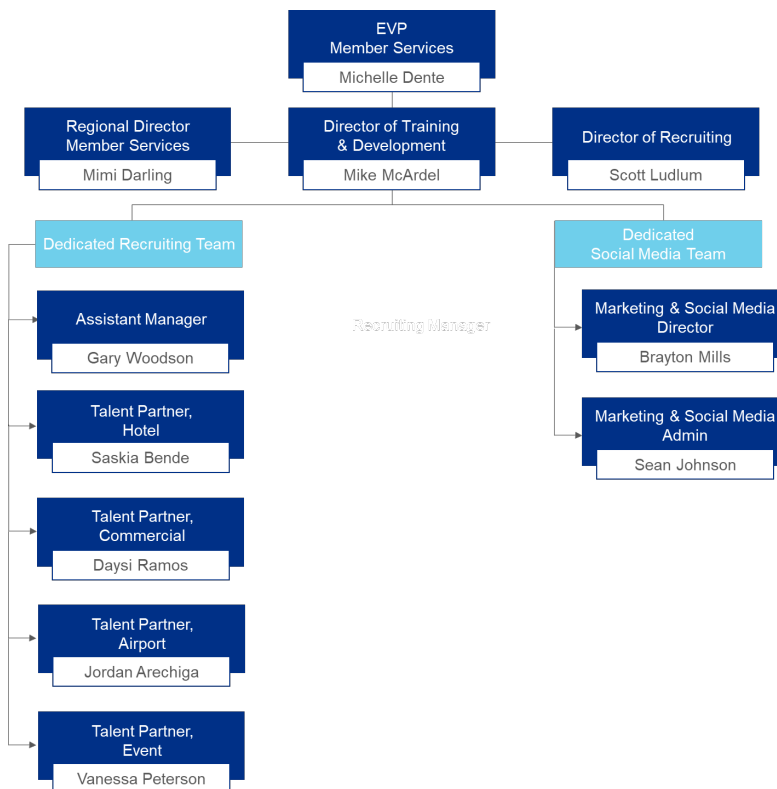 EVP
Member Services
Michelle Dente
Regional Director
Member Services
Mimi Darling
Director of Training
& Development
Mike McArdel
Director of Recruiting
Scott Ludlum
Dedicated Recruiting Team
Dedicated
Social Media Team
Assistant Manager
Gary Woodson
Recruiting Manager
Marketing & Social Media
Director
Brayton Mills
Talent Partner,
Hotel
Saskia Bende
Marketing & Social Media
Admin
Sean Johnson
Talent Partner,
Commercial
Daysi Ramos
Talent Partner,
Airport
Jordan Arechiga
Talent Partner,
Event
Vanessa Peterson